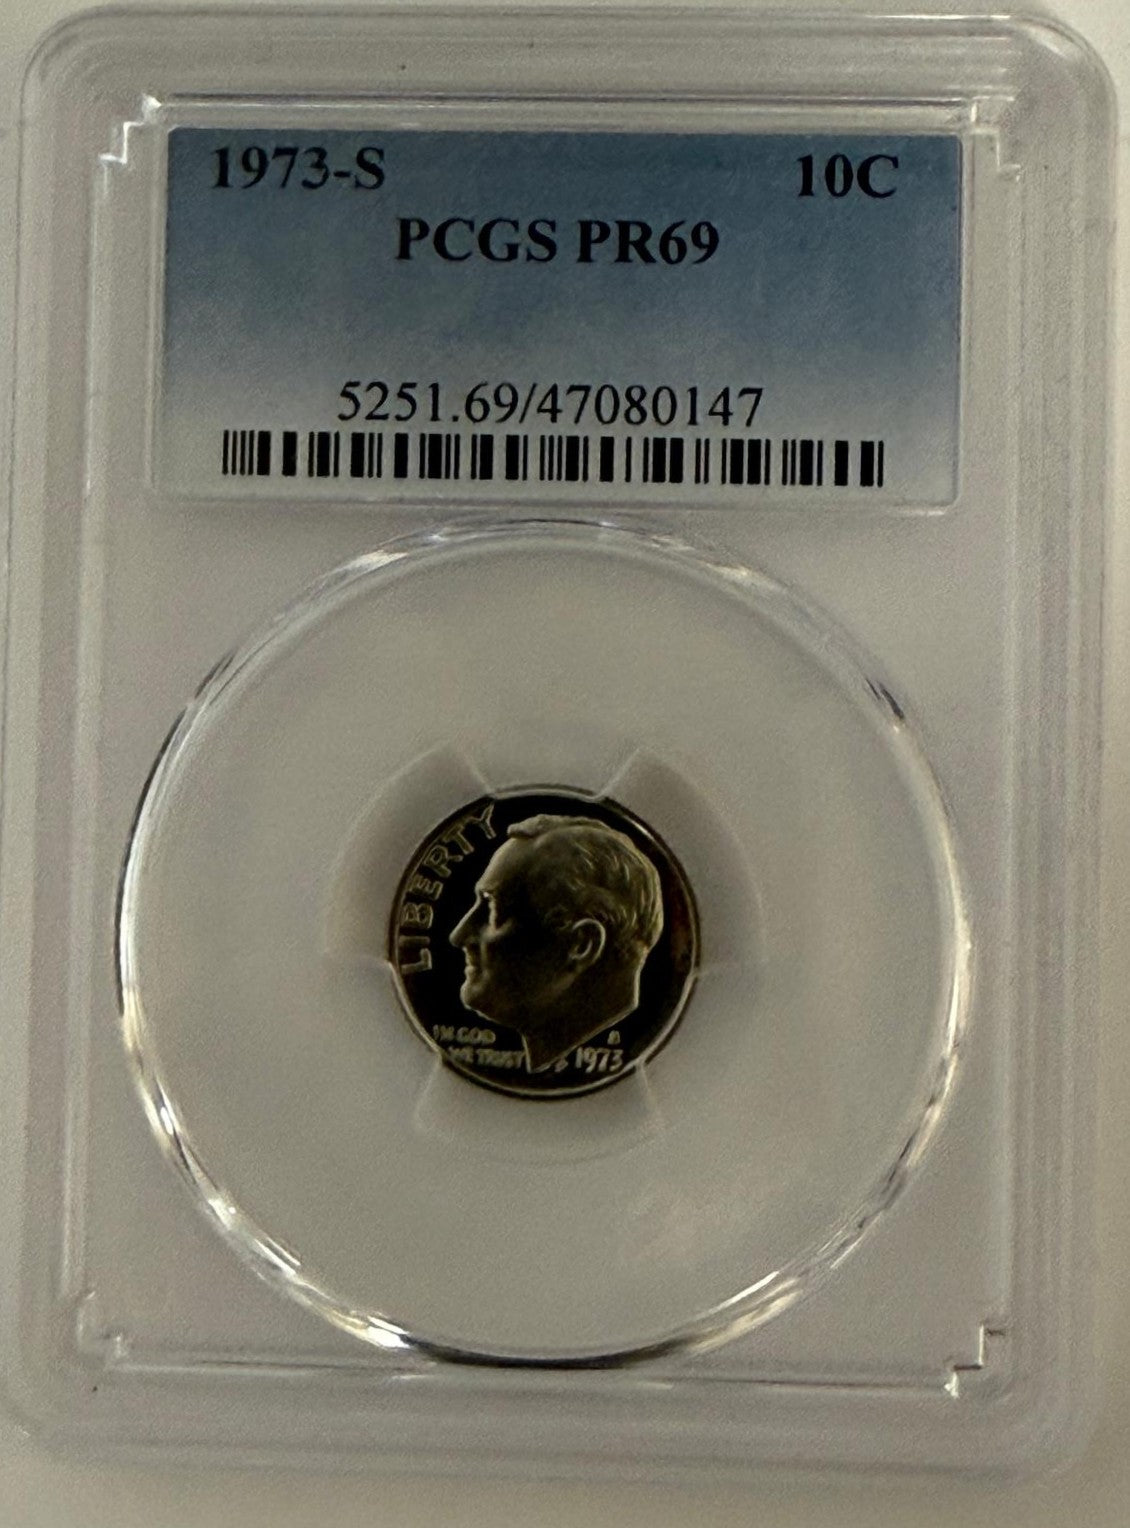 1973-S 10C
PCGS PR69
5251.69/47080147
LIBERTY
IN GOD
WE TRUST
1973